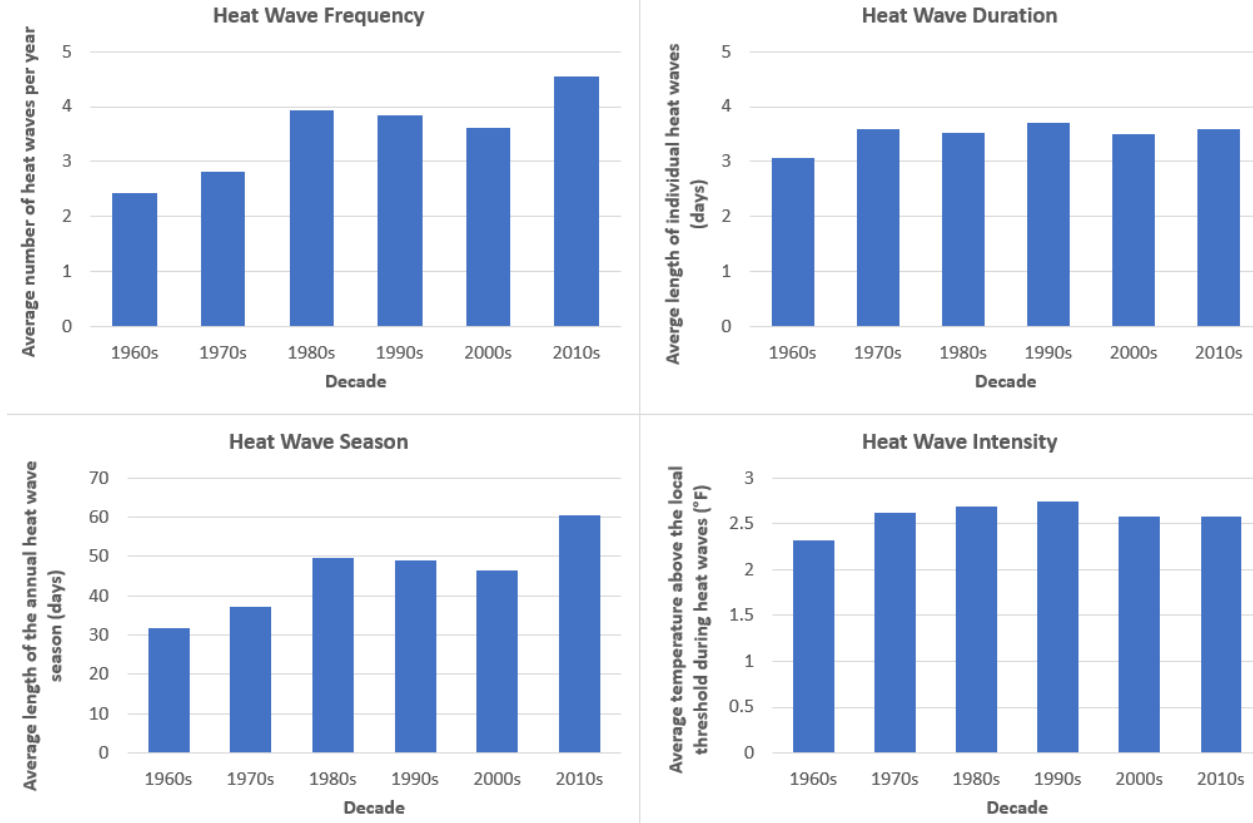 Heat Wave Frequency
Average number of heat waves per year
5
4
3
2
1
0
1960s 1970s 1980s 1990s 2000s 2010s
Decade
Heat Wave Duration
Averge length of individual heat waves
(days)
5
4
3
2
1
0
1960s 1970s 1980s 1990s 2000s 2010s
Decade
Heat Wave Season
Average length of the annual heat wave
season (days)
70
60
50
40
30
20
10
0
1960s 1970s 1980s 1990s 2000s 2010s
Decade
Heat Wave Intensity
Average temperature above the local
threshold during heat waves (°F)
3
2.5
2
1.5
1
0.5
0
1960s 1970s 1980s 1990s 2000s 2010s
Decade